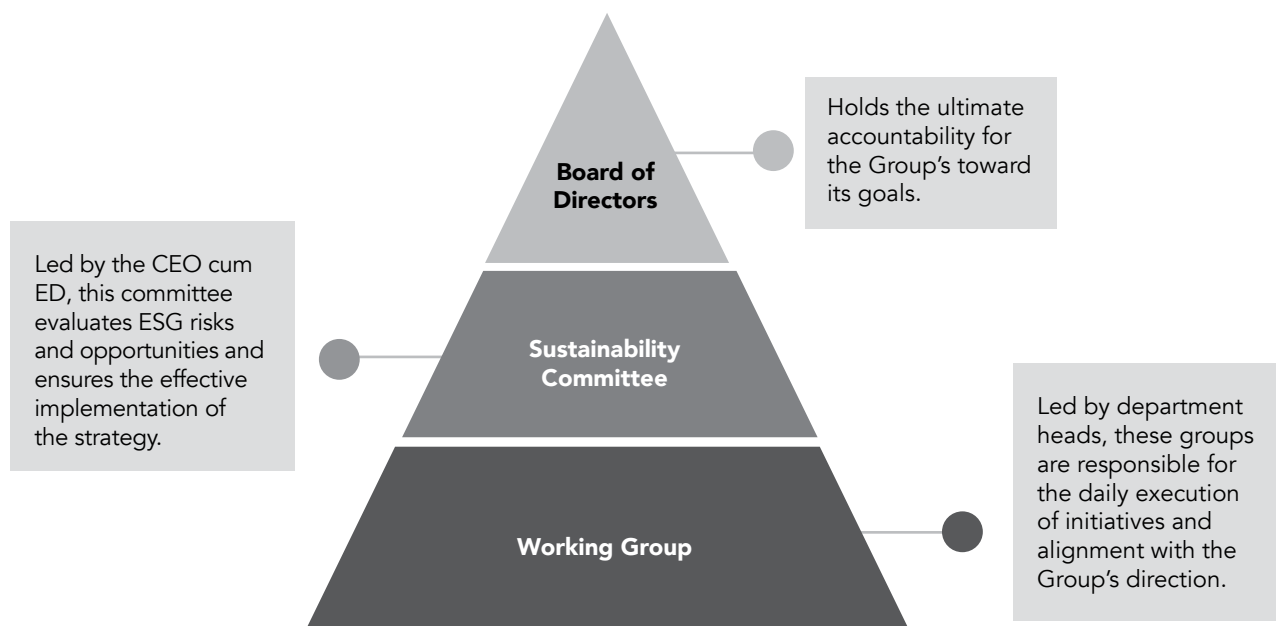 Board of
Directors
Holds the ultimate
accountability for
the Group’s toward
its goals.
Led by the CEO cum
ED, this committee
evaluates ESG risks
and opportunities and
ensures the effective
implementation of
the strategy.
Sustainability
Committee
Working Group
Led by department
heads, these groups
are responsible for
the daily execution
of initiatives and
alignment with the
Group’s direction.